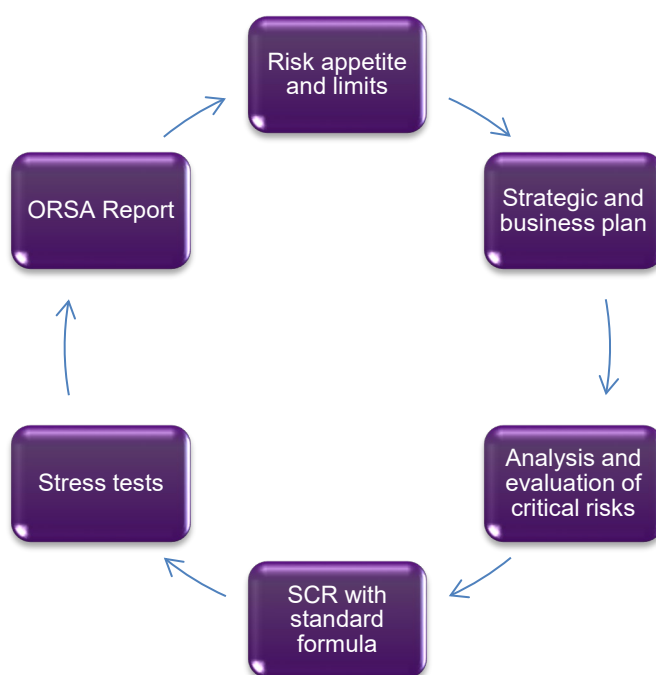 Risk appetite
and limits
Strategic and
business plan
Analysis and
evaluation of
critical risks
SCR with
standard
formula
Stress tests
ORSA Report